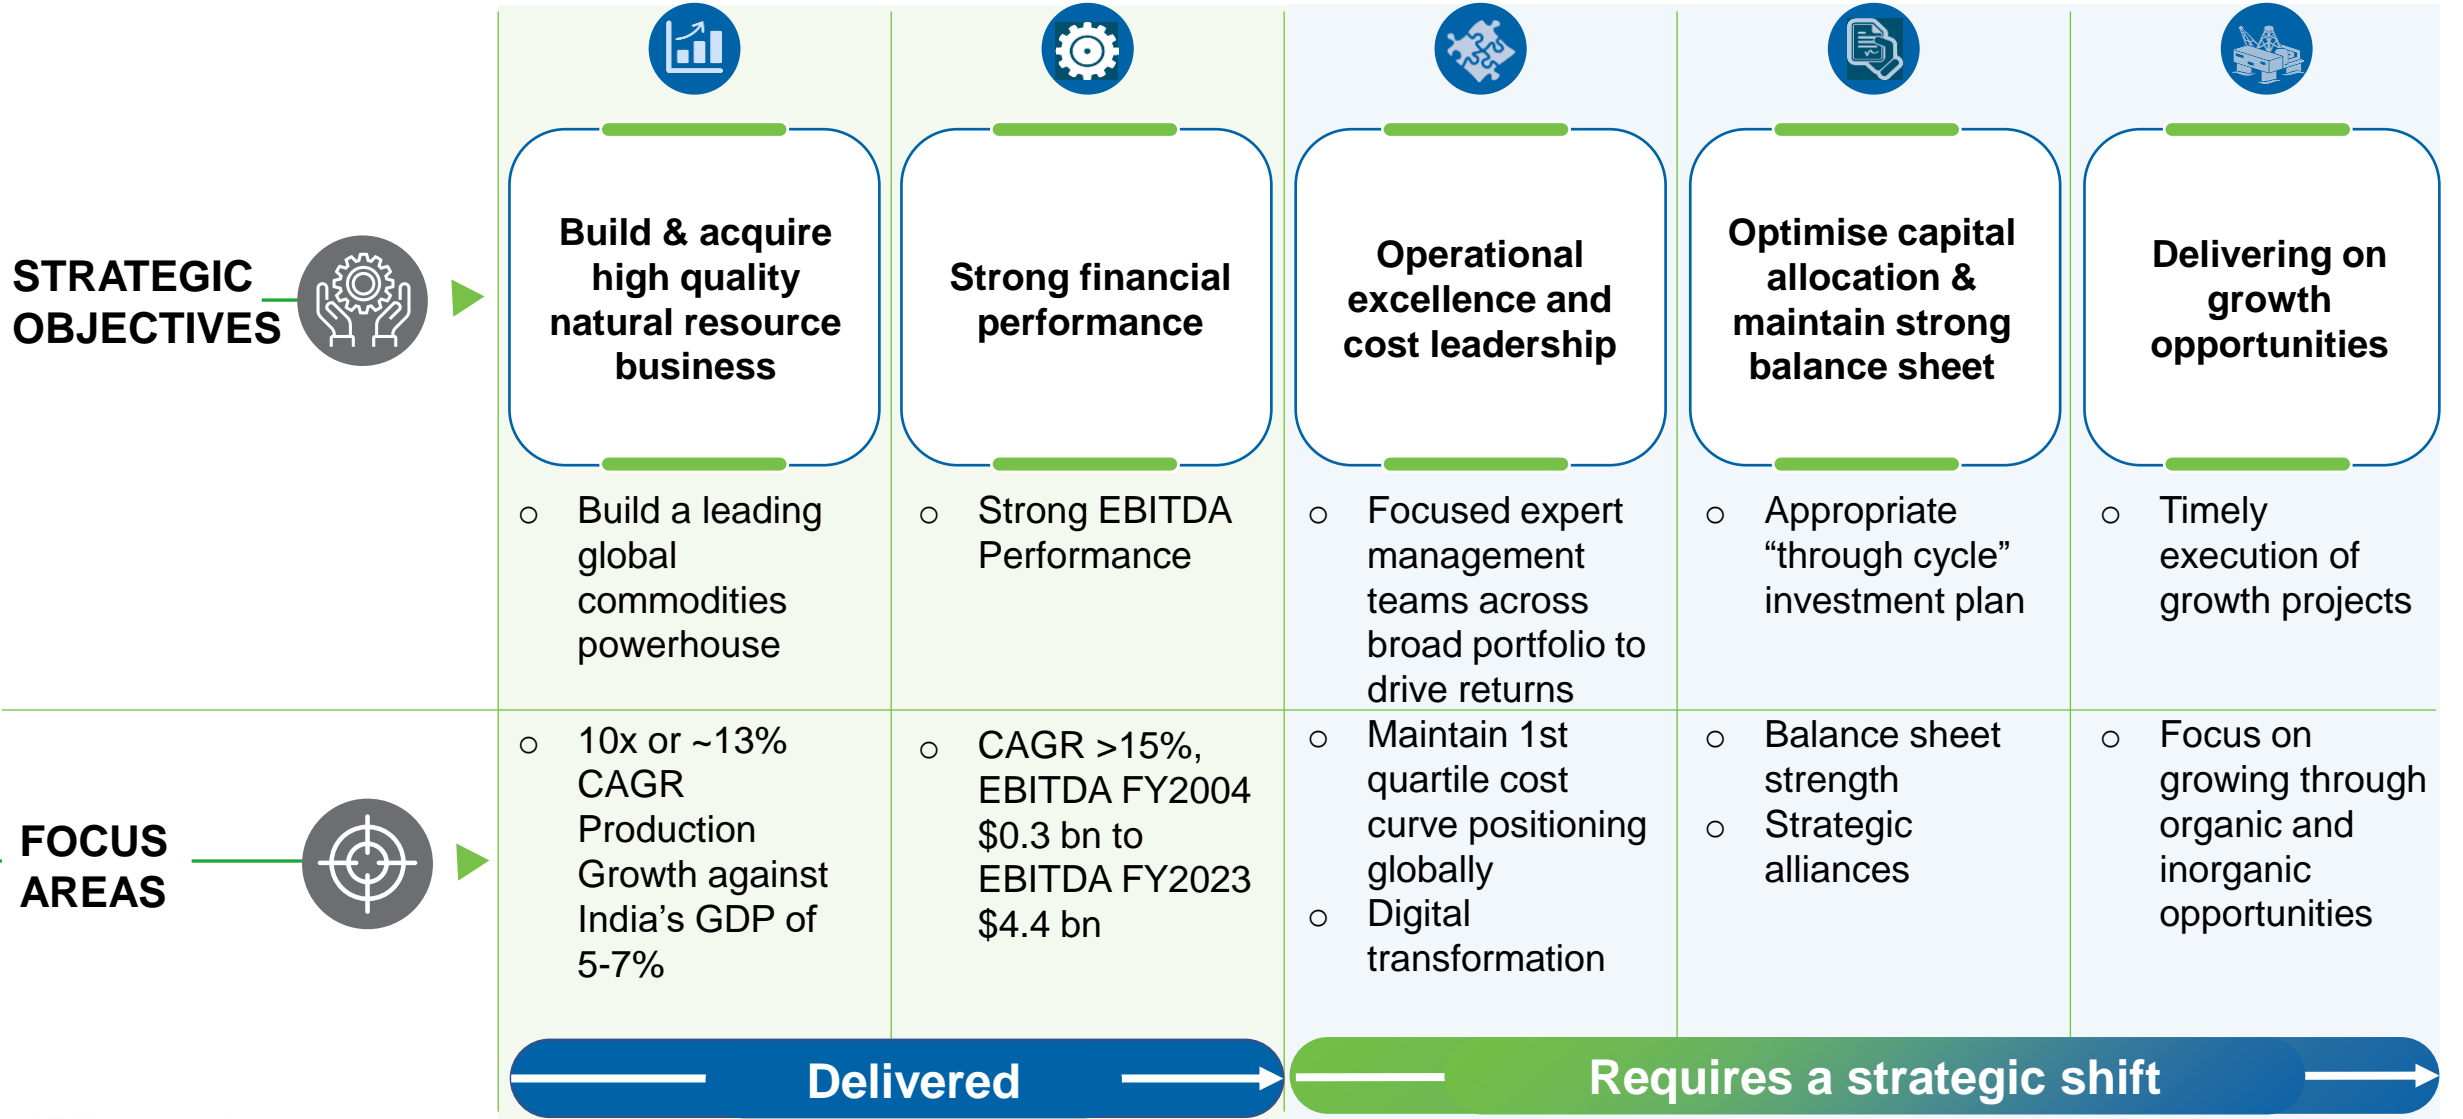 STRATEGIC
OBJECTIVES
Build & acquire
high quality
natural resource
business
Strong financial
performance
Operational
excellence and
cost leadership
Optimise capital
allocation &
maintain strong
balance sheet
Delivering on
growth
opportunities
○ Build a leading
global
commodities
powerhouse
○ Strong EBITDA
Performance
○ Focused expert
management
teams across
broad portfolio to
drive returns
○ Appropriate
“through cycle”
investment plan
○ Timely
execution of
growth projects
FOCUS
AREAS
○ 10x or ~13%
CAGR
Production
Growth against
India’s GDP of
5-7%
○ CAGR >15%,
EBITDA FY2004
$0.3 bn to
EBITDA FY2023
$4.4 bn
○ Maintain 1st
quartile cost
curve positioning
globally
○ Digital
transformation
○ Balance sheet
strength
○ Strategic
alliances
○ Focus on
growing through
organic and
inorganic
opportunities
Delivered
Requires a strategic shift